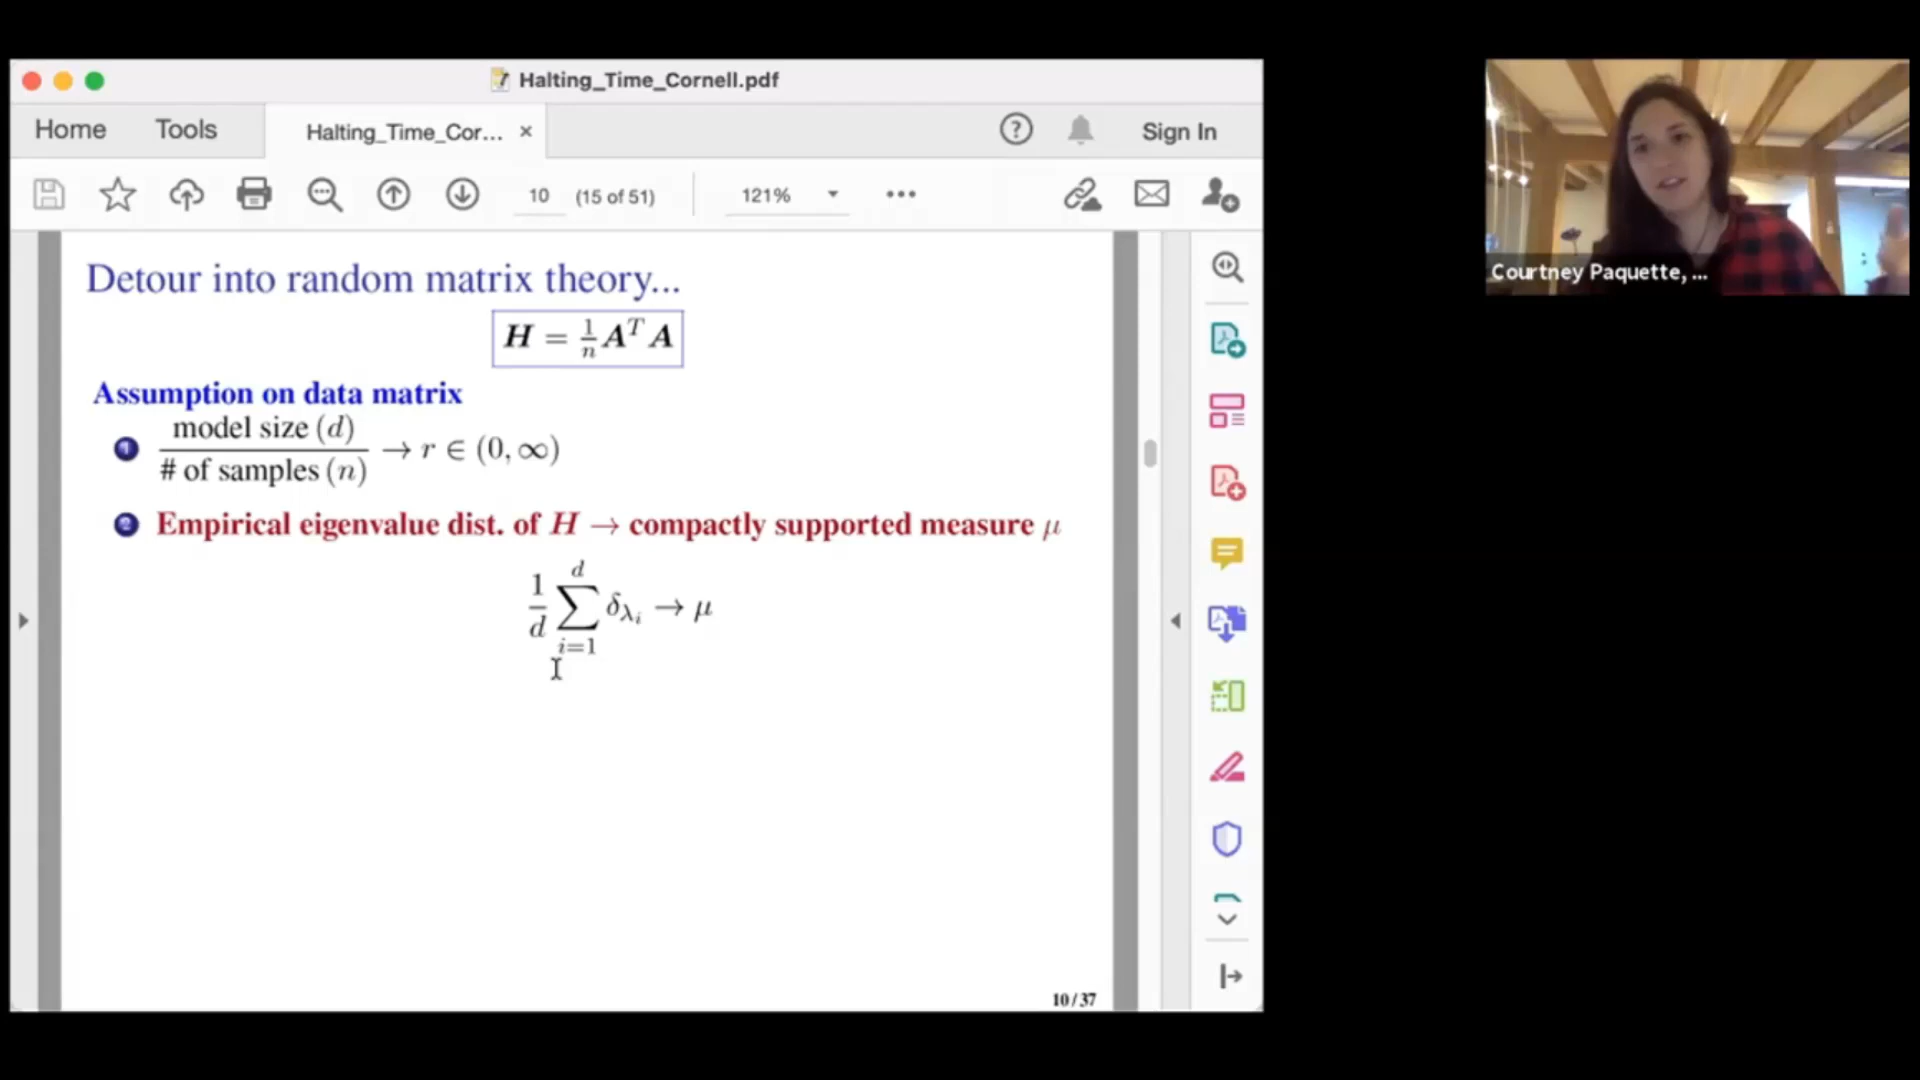 Halting_Time_Cornell.pdf
Home Tools Halting_Time_Cor... × ? Sign In
10 (15 of 51) 121%
Detour into random matrix theory...
H = 1/n A^T A
Assumption on data matrix
1 model size (d) / # of samples (n) → r ∈ (0, ∞)
2 Empirical eigenvalue dist. of H → compactly supported measure μ
1/d ∑_{i=1}^{d} δ_{λ_i} → μ
10/37
Courtney Paquette, ...